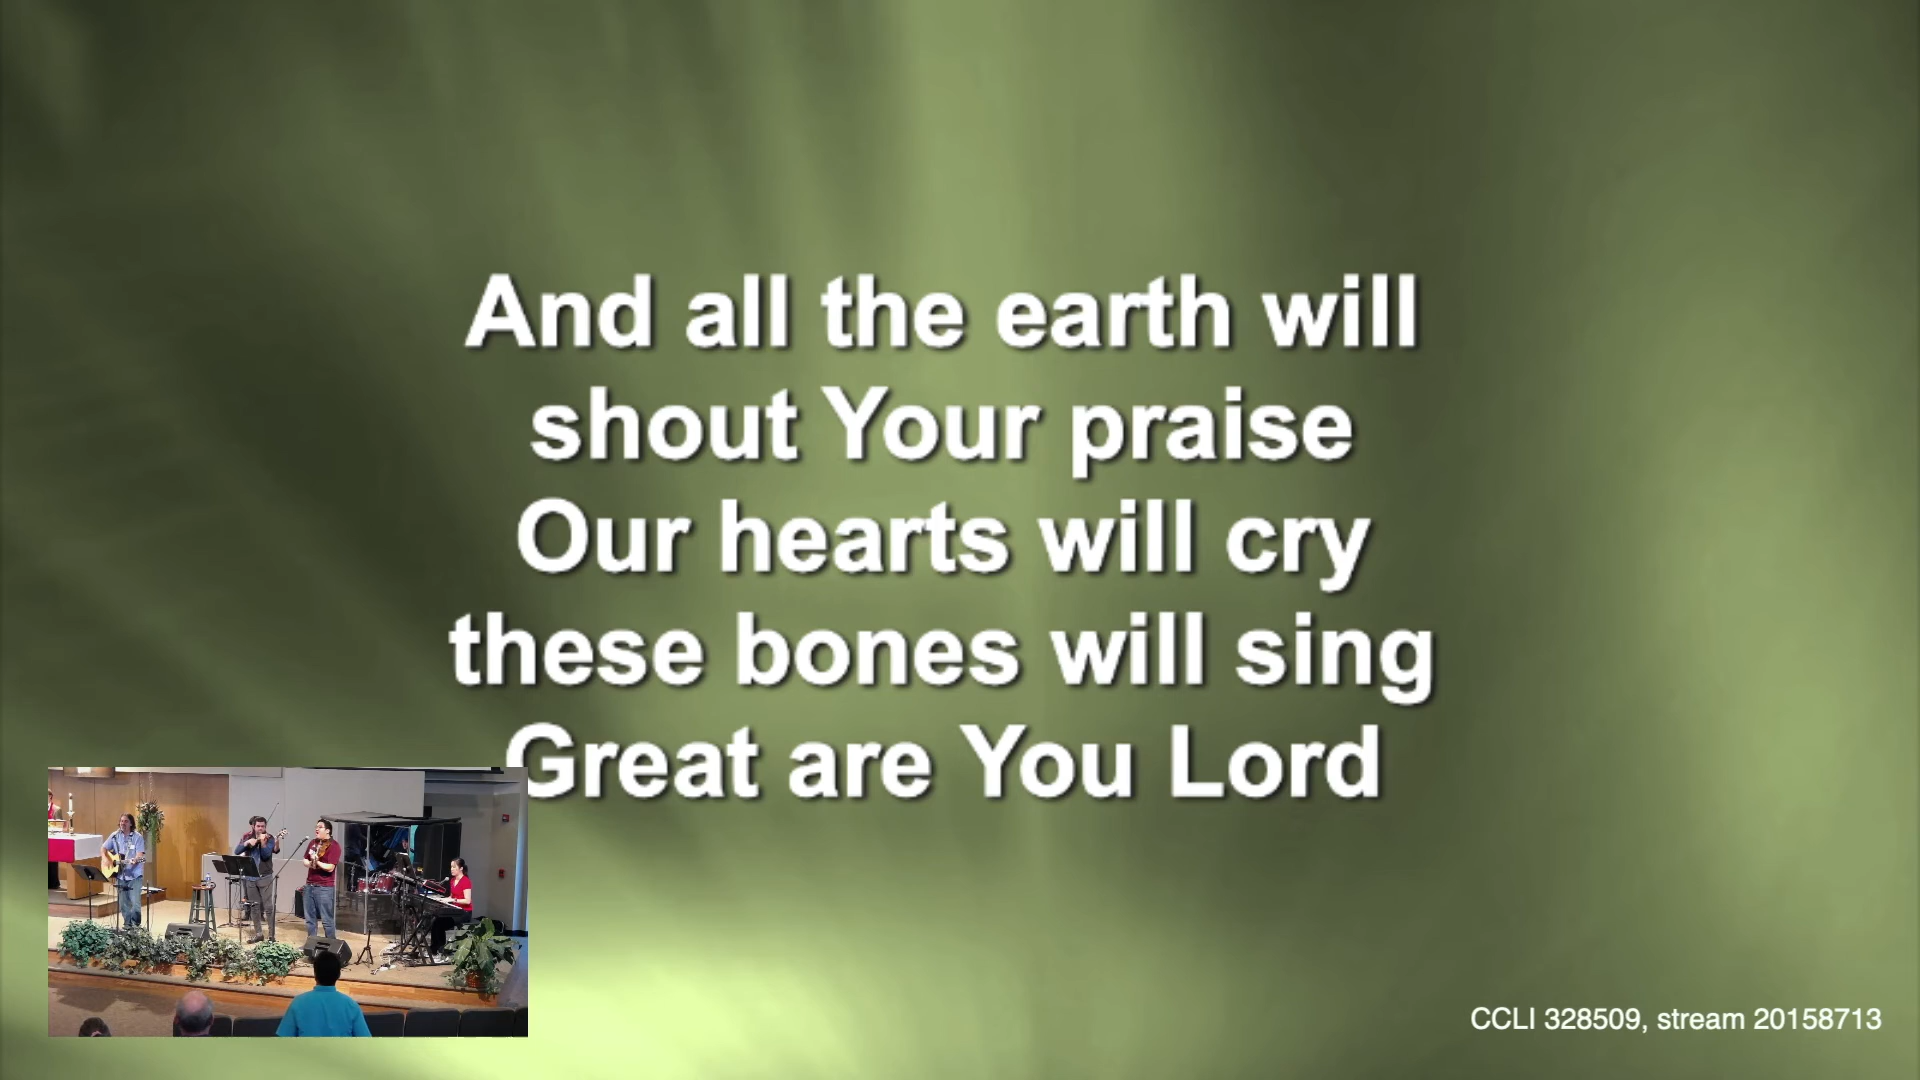 And all the earth will
shout Your praise
Our hearts will cry
these bones will sing
Great are You Lord
CCLI 328509, stream 20158713